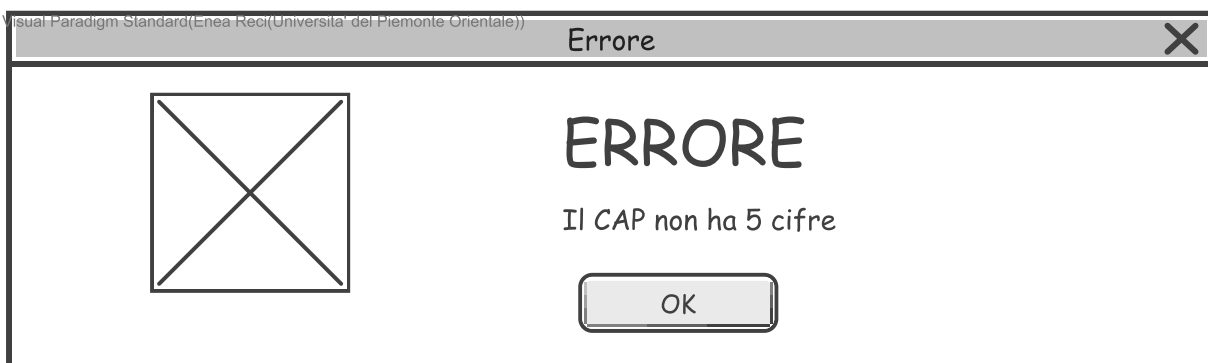 Visual Paradigm Standard(Enea Reci(Universita' del Piemonte Orientale))
Errore
ERRORE
Il CAP non ha 5 cifre
OK